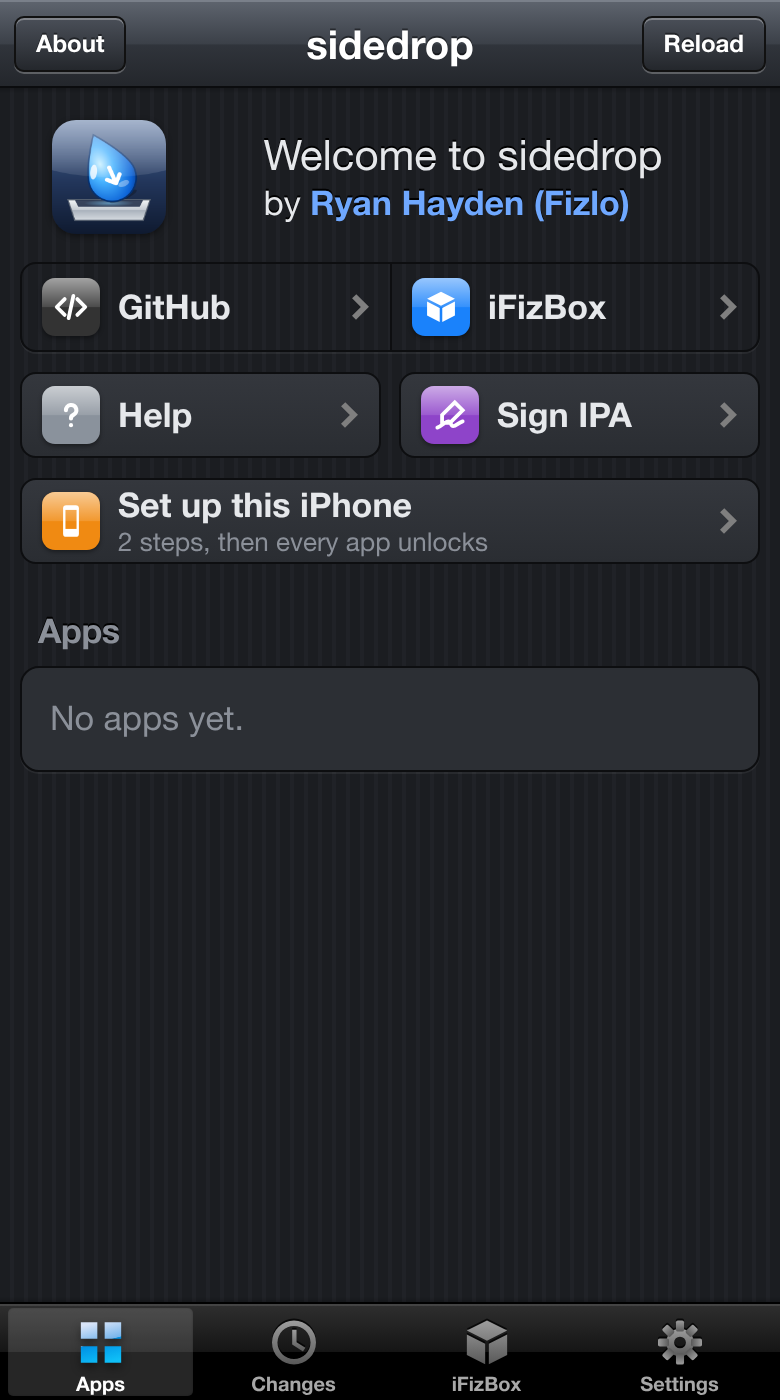 About
sidedrop
Reload
Welcome to sidedrop
by Ryan Hayden (Fizlo)
GitHub
iFizBox
Help
Sign IPA
Set up this iPhone
2 steps, then every app unlocks
Apps
No apps yet.
Apps
Changes
iFizBox
Settings